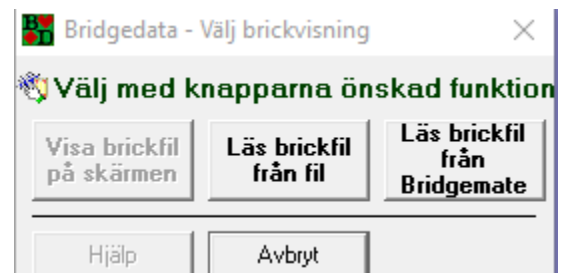 Bridgedata - Välj brickvisning
Välj med knapparna önskad funktion
Visa brickfil
på skärmen
Läs brickfil
från fil
Läs brickfil
från
Bridgemate
Hjälp
Avbryt